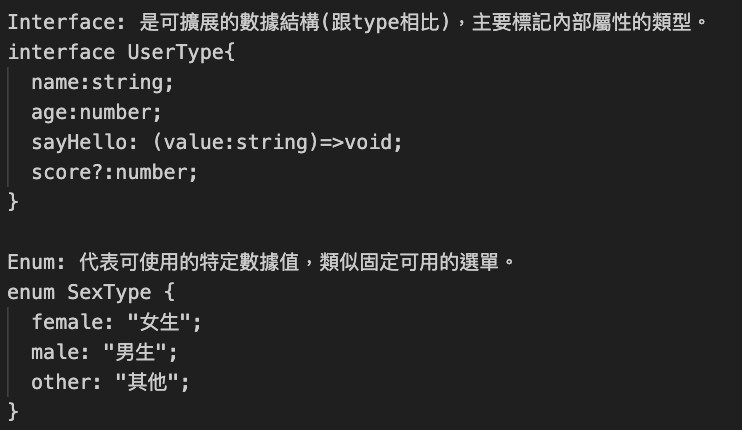 Interface: 是可擴展的數據結構(跟type相比)，主要標記內部屬性的類型。
interface UserType{
  name:string;
  age:number;
  sayHello: (value:string)=>void;
  score?:number;
}

Enum: 代表可使用的特定數據值，類似固定可用的選單。
enum SexType {
  female: "女生";
  male: "男生";
  other: "其他";
}